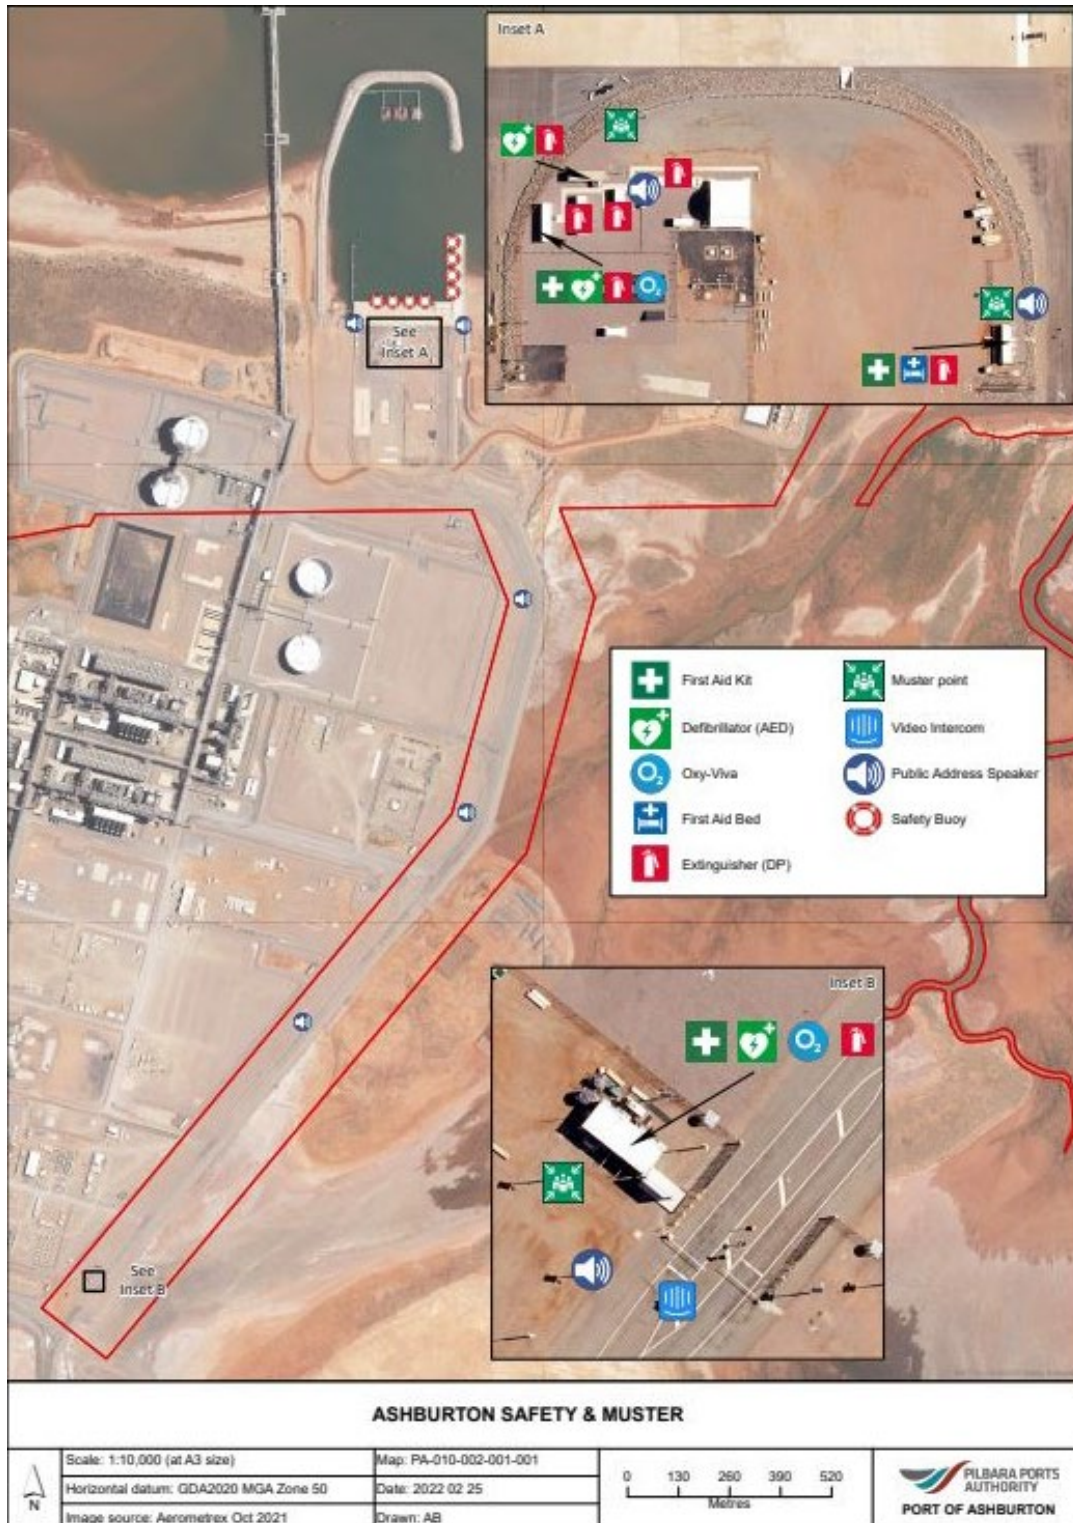 Inset A
See
Inset A
O₂
First Aid Kit
Muster point
Defibrillator (AED)
Video Intercom
O₂
Oxy-Viva
Public Address Speaker
First Aid Bed
Safety Buoy
Extinguisher (DP)
Inset B
O₂
See
Inset B
ASHBURTON SAFETY & MUSTER
N
Scale: 1:10,000 (at A3 size)
Map: PA-010-002-001-001
Horizontal datum: GDA2020 MGA Zone 50
Date: 2022 02 25
Image source: Aerometrex Oct 2021
Drawn: AB
0 130 260 390 520
Metres
PILBARA PORTS
AUTHORITY
PORT OF ASHBURTON